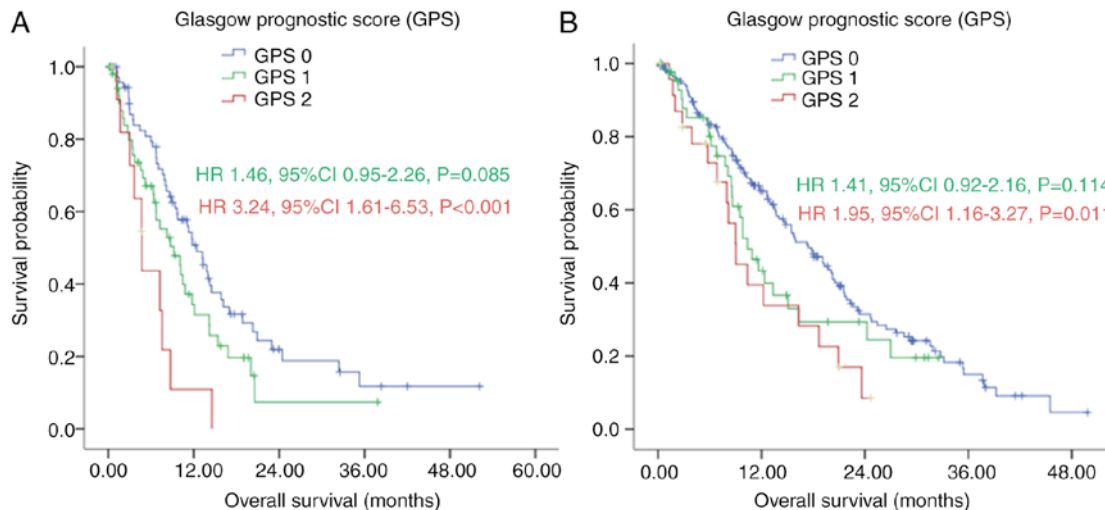 A
Glasgow prognostic score (GPS)
GPS 0
GPS 1
GPS 2
HR 1.46, 95%CI 0.95-2.26, P=0.085
HR 3.24, 95%CI 1.61-6.53, P<0.001
Survival probability
1.0
0.8
0.6
0.4
0.2
0.0
0.00 12.00 24.00 36.00 48.00 60.00
Overall survival (months)
B
Glasgow prognostic score (GPS)
GPS 0
GPS 1
GPS 2
HR 1.41, 95%CI 0.92-2.16, P=0.114
HR 1.95, 95%CI 1.16-3.27, P=0.011
Survival probability
1.0
0.8
0.6
0.4
0.2
0.0
0.00 12.00 24.00 36.00 48.00
Overall survival (months)